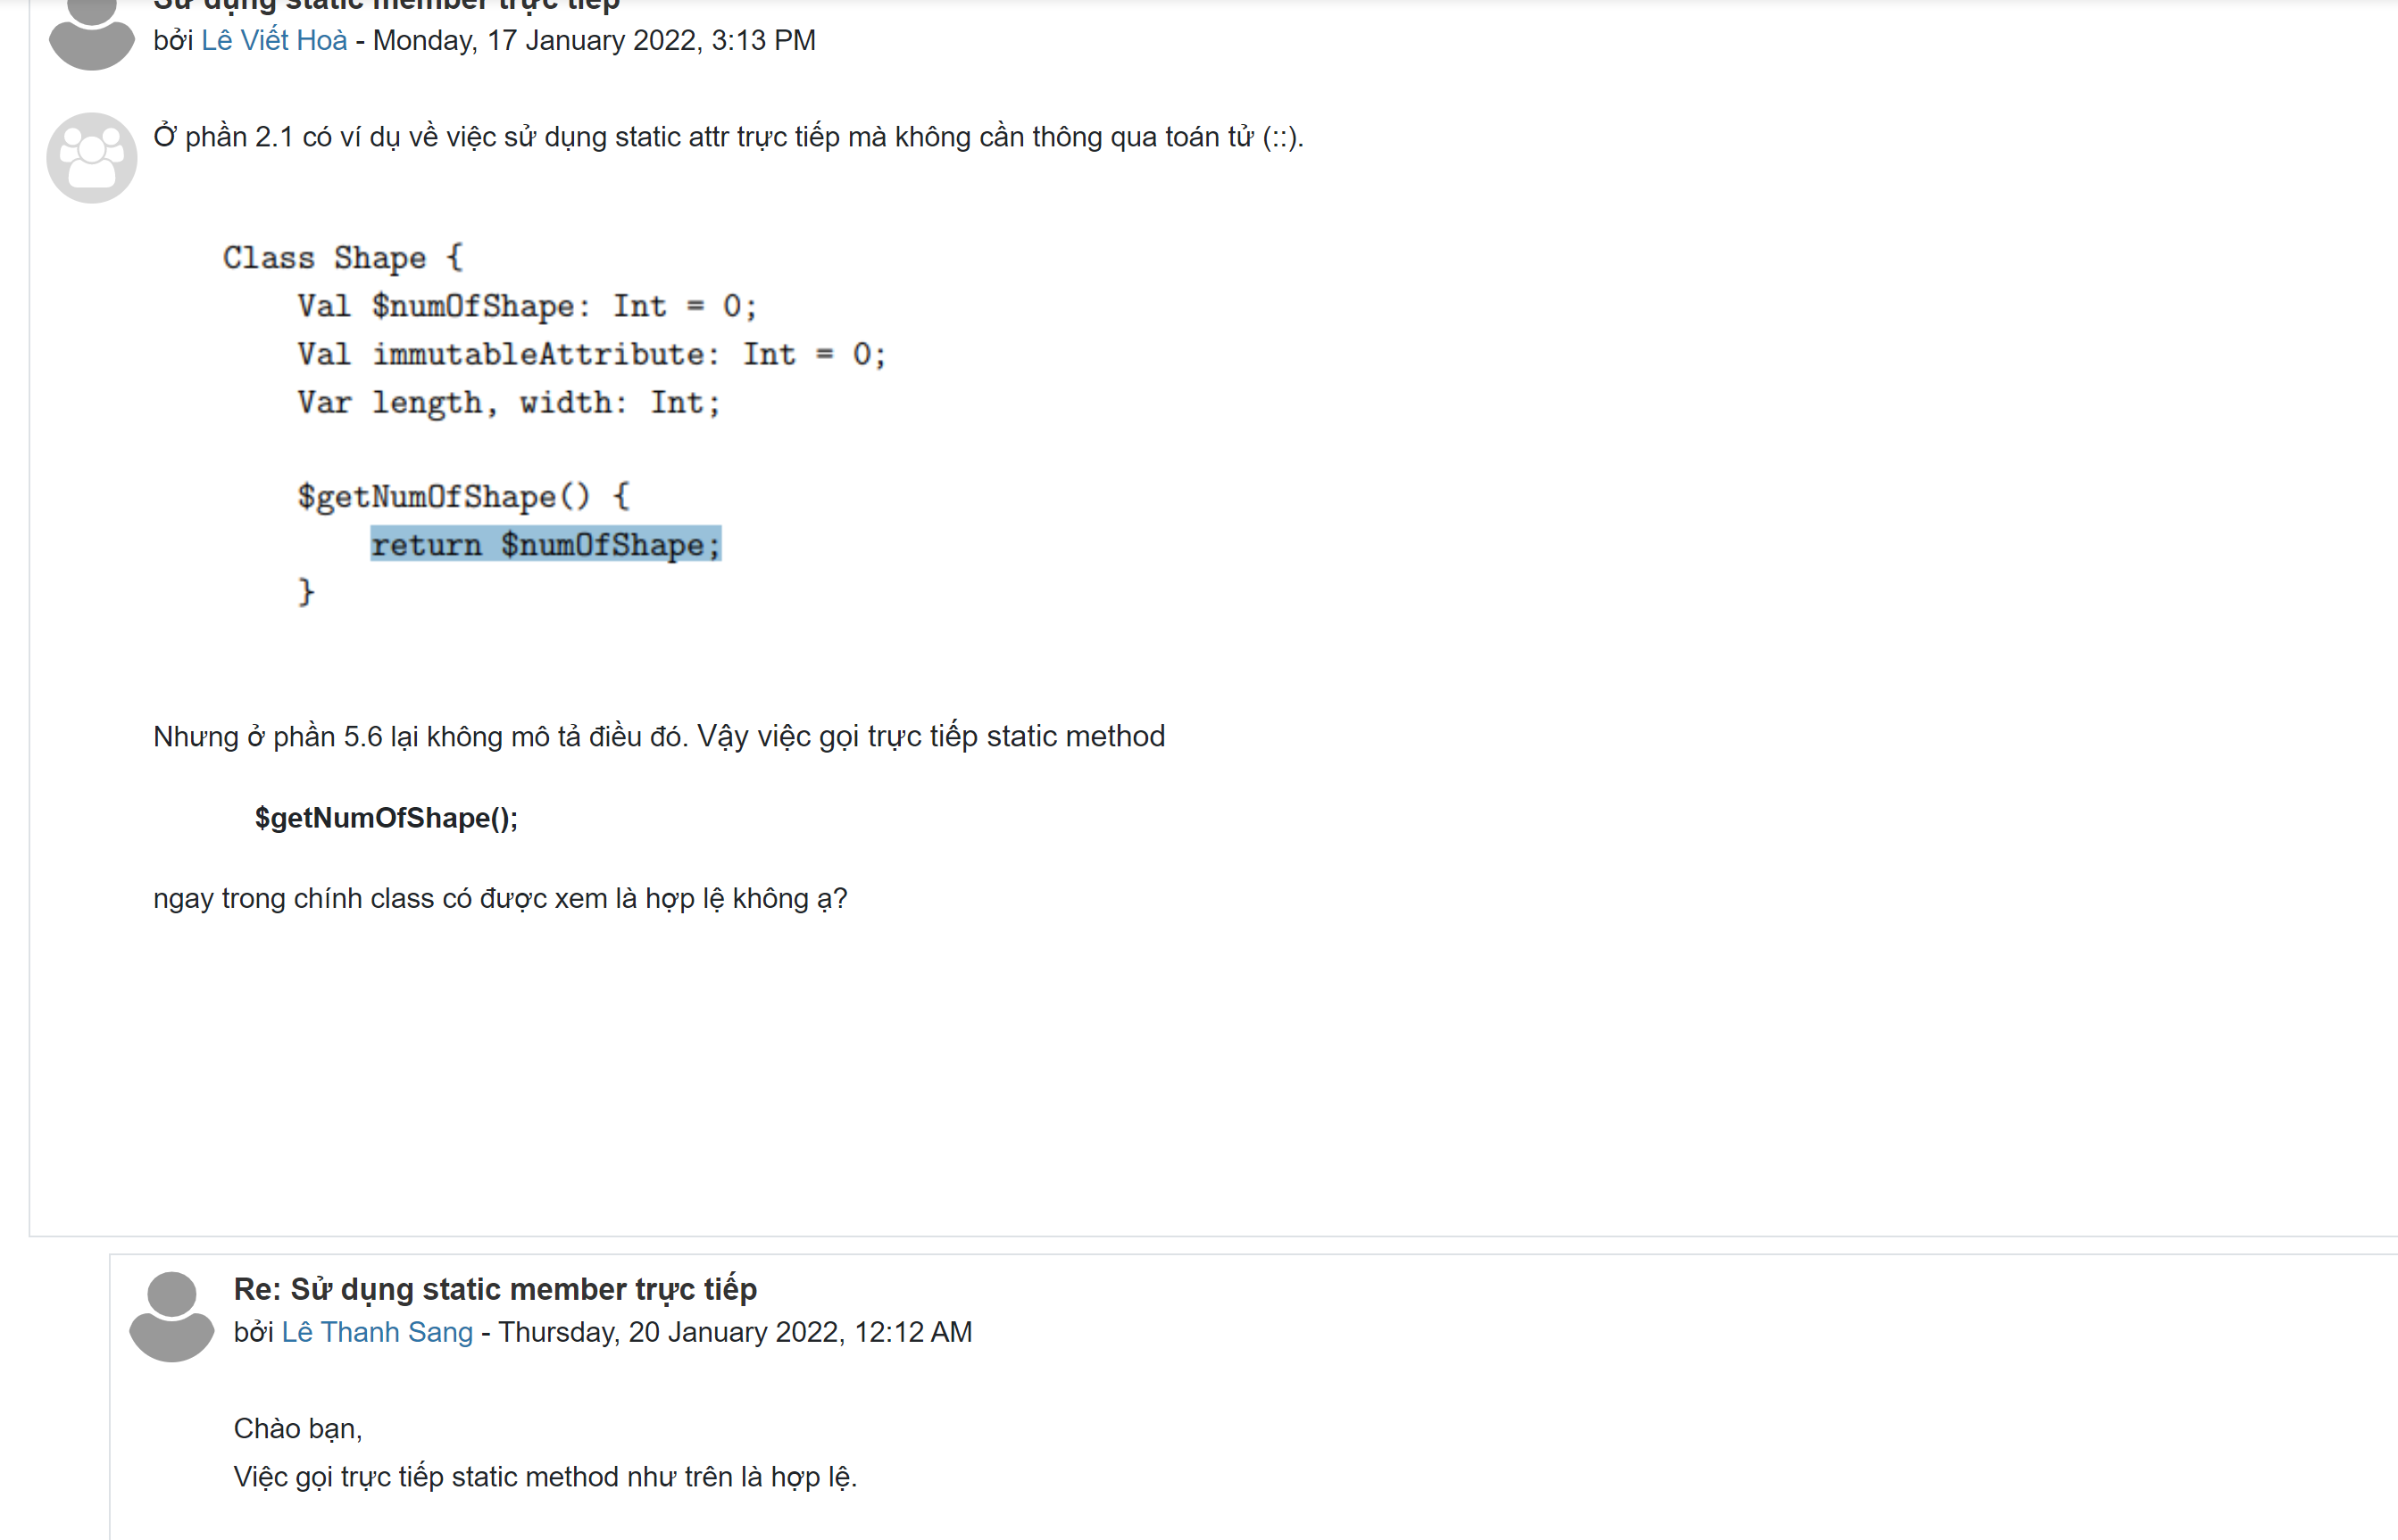 Sử dụng static member trực tiếp
bởi Lê Viết Hoà - Monday, 17 January 2022, 3:13 PM
Ở phần 2.1 có ví dụ về việc sử dụng static attr trực tiếp mà không cần thông qua toán tử (::).
Class Shape {
Val $numOfShape: Int = 0;
Val immutableAttribute: Int = 0;
Var length, width: Int;
$getNumOfShape() {
return $numOfShape;
}
Nhưng ở phần 5.6 lại không mô tả điều đó. Vậy việc gọi trực tiếp static method
$getNumOfShape();
ngay trong chính class có được xem là hợp lệ không ạ?
Re: Sử dụng static member trực tiếp
bởi Lê Thanh Sang - Thursday, 20 January 2022, 12:12 AM
Chào bạn,
Việc gọi trực tiếp static method như trên là hợp lệ.